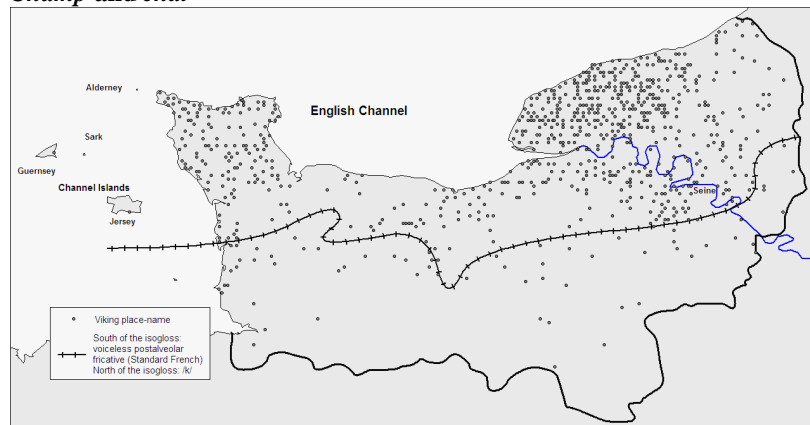 English Channel
Alderney
Sark
Guernsey
Channel Islands
Jersey
Seine
Viking place-name
South of the isogloss:
voiceless postalveolar
fricative (Standard French)
North of the isogloss: /k/